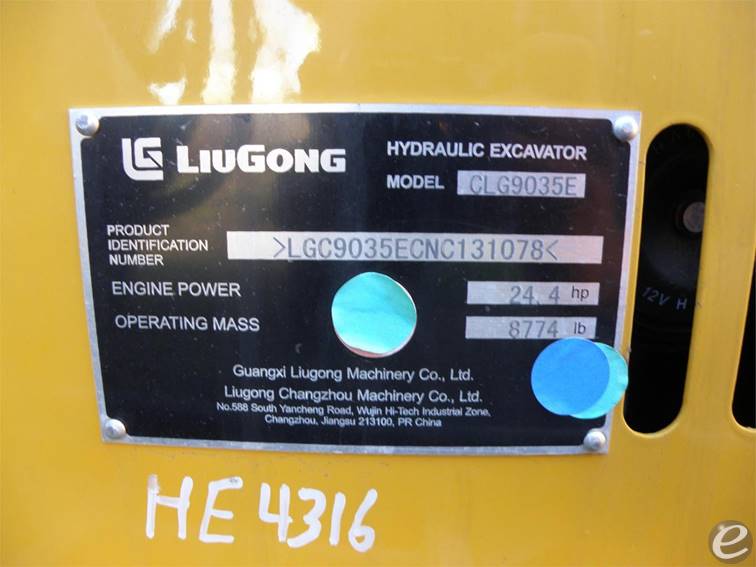 LG LIUGONG
HYDRAULIC EXCAVATOR
MODEL CLG9035E
PRODUCT
IDENTIFICATION
NUMBER >LGC9035ECNC131078<
ENGINE POWER 24.4 hp
OPERATING MASS 8774 lb
Guangxi Liugong Machinery Co., Ltd.
Liugong Changzhou Machinery Co., Ltd.
No.588 South Yancheng Road, Wujin Hi-Tech Industrial Zone,
Changzhou, Jiangsu 213100, PR China
12V H
HE 4316
e